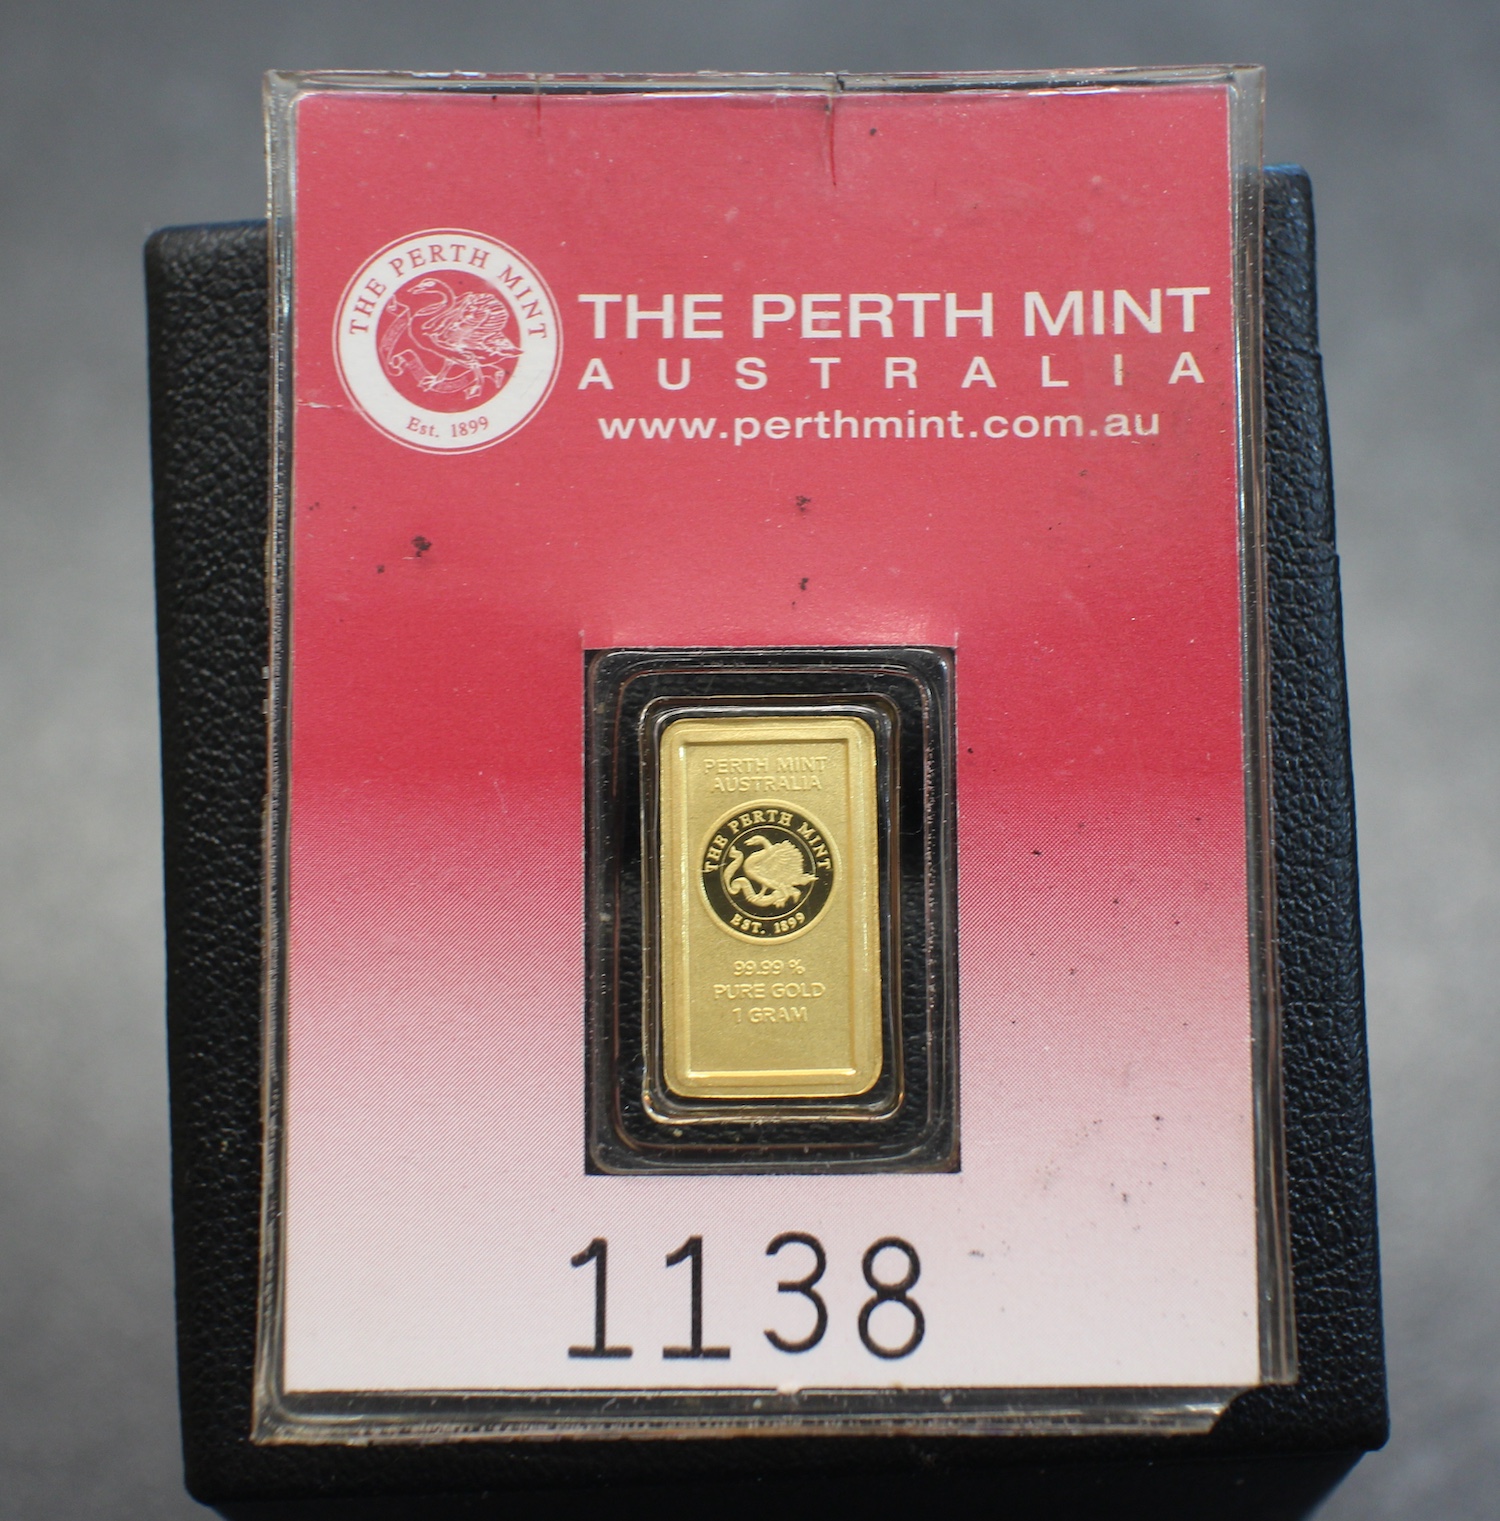 THE PERTH MINT
Est. 1899
THE PERTH MINT
AUSTRALIA
www.perthmint.com.au
PERTH MINT
AUSTRALIA
THE PERTH MINT
EST. 1899
99.99 %
PURE GOLD
1 GRAM
1138